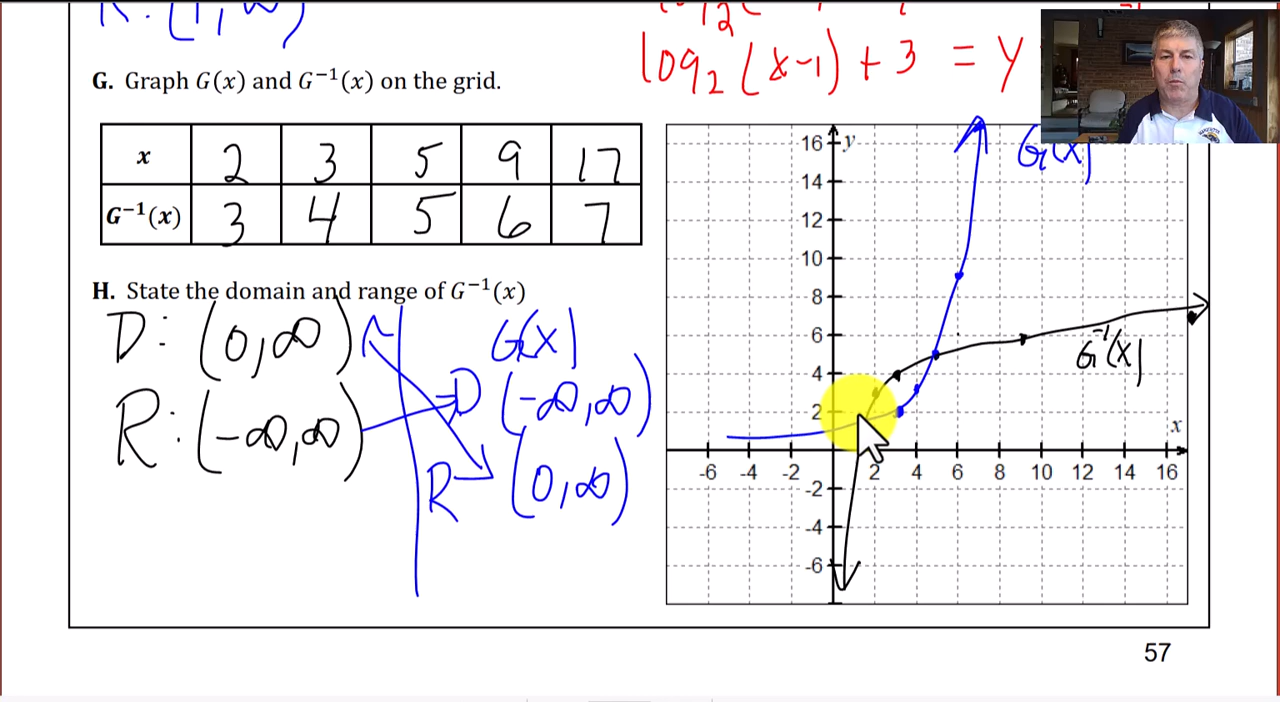 R: (1, ∞)
log₂(x-1) + 3 = y
G. Graph G(x) and G⁻¹(x) on the grid.
x 2 3 5 9 17
G⁻¹(x) 3 4 5 6 7
H. State the domain and range of G⁻¹(x)
D: (0, ∞)
R: (-∞, ∞)
G(x)
D (-∞, ∞)
R (0, ∞)
y
G(x)
16
14
12
10
8
6
4
2
G⁻¹(x)
x
-6 -4 -2 2 4 6 8 10 12 14 16
-2
-4
-6
57